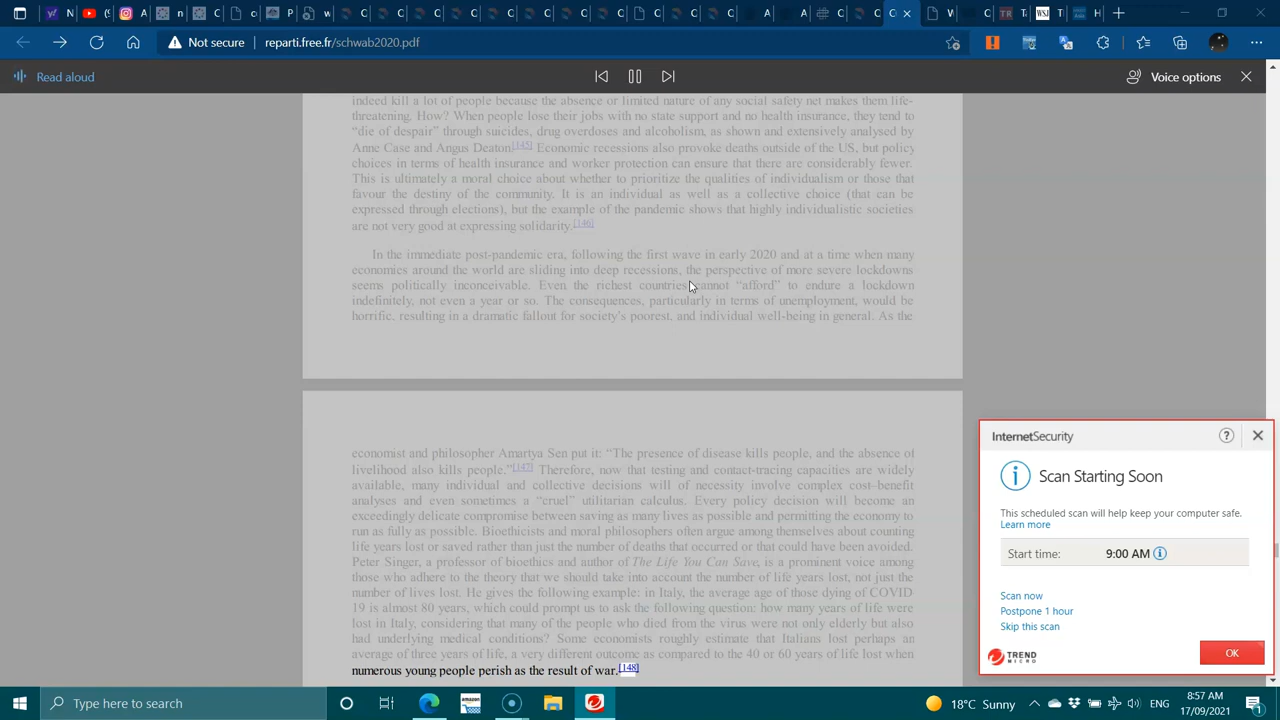 Not secure
reparti.free.fr/schwab2020.pdf
Read aloud
Voice options
indeed kill a lot of people because the absence or limited nature of any social safety net makes them life-
threatening. How? When people lose their jobs with no state support and no health insurance, they tend to
“die of despair” through suicides, drug overdoses and alcoholism, as shown and extensively analysed by
Anne Case and Angus Deaton.[145] Economic recessions also provoke deaths outside of the US, but policy
choices in terms of health insurance and worker protection can ensure that there are considerably fewer.
This is ultimately a moral choice about whether to prioritize the qualities of individualism or those that
favour the destiny of the community. It is an individual as well as a collective choice (that can be
expressed through elections), but the example of the pandemic shows that highly individualistic societies
are not very good at expressing solidarity.[146]
In the immediate post-pandemic era, following the first wave in early 2020 and at a time when many
economies around the world are sliding into deep recessions, the perspective of more severe lockdowns
seems politically inconceivable. Even the richest countries cannot “afford” to endure a lockdown
indefinitely, not even a year or so. The consequences, particularly in terms of unemployment, would be
horrific, resulting in a dramatic fallout for society’s poorest, and individual well-being in general. As the
economist and philosopher Amartya Sen put it: “The presence of disease kills people, and the absence of
livelihood also kills people.”[147] Therefore, now that testing and contact-tracing capacities are widely
available, many individual and collective decisions will of necessity involve complex cost–benefit
analyses and even sometimes a “cruel” utilitarian calculus. Every policy decision will become an
exceedingly delicate compromise between saving as many lives as possible and permitting the economy to
run as fully as possible. Bioethicists and moral philosophers often argue among themselves about counting
life years lost or saved rather than just the number of deaths that occurred or that could have been avoided.
Peter Singer, a professor of bioethics and author of The Life You Can Save, is a prominent voice among
those who adhere to the theory that we should take into account the number of life years lost, not just the
number of lives lost. He gives the following example: in Italy, the average age of those dying of COVID
19 is almost 80 years, which could prompt us to ask the following question: how many years of life were
lost in Italy, considering that many of the people who died from the virus were not only elderly but also
had underlying medical conditions? Some economists roughly estimate that Italians lost perhaps an
average of three years of life, a very different outcome as compared to the 40 or 60 years of life lost when
numerous young people perish as the result of war.[148]
InternetSecurity
Scan Starting Soon
This scheduled scan will help keep your computer safe.
Learn more
Start time: 9:00 AM
Scan now
Postpone 1 hour
Skip this scan
TREND MICRO
OK
Type here to search
amazon
18°C Sunny
ENG
8:57 AM
17/09/2021